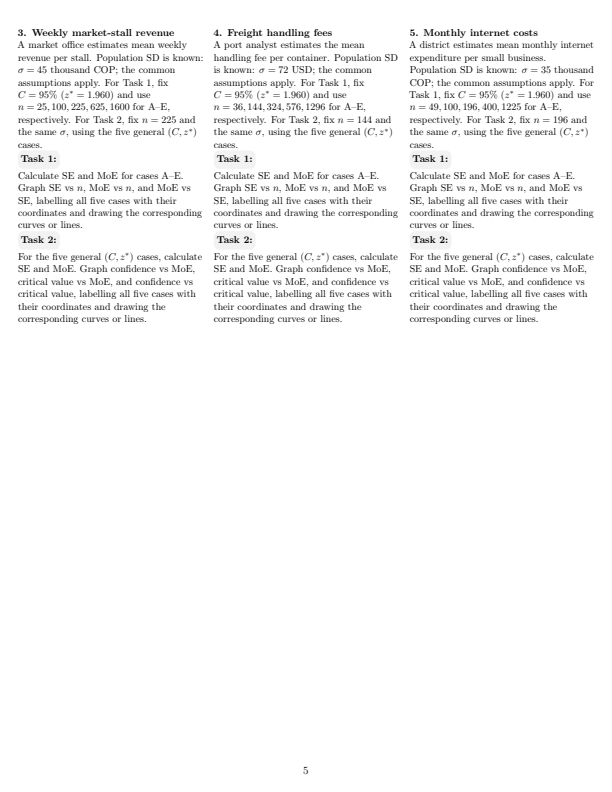 3. Weekly market-stall revenue
A market office estimates mean weekly
revenue per stall. Population SD is known:
σ = 45 thousand COP; the common
assumptions apply. For Task 1, fix
C = 95% (z* = 1.960) and use
n = 25, 100, 225, 625, 1600 for A–E,
respectively. For Task 2, fix n = 225 and
the same σ, using the five general (C, z*)
cases.
Task 1:
Calculate SE and MoE for cases A–E.
Graph SE vs n, MoE vs n, and MoE vs
SE, labelling all five cases with their
coordinates and drawing the corresponding
curves or lines.
Task 2:
For the five general (C, z*) cases, calculate
SE and MoE. Graph confidence vs MoE,
critical value vs MoE, and confidence vs
critical value, labelling all five cases with
their coordinates and drawing the
corresponding curves or lines.
4. Freight handling fees
A port analyst estimates the mean
handling fee per container. Population SD
is known: σ = 72 USD; the common
assumptions apply. For Task 1, fix
C = 95% (z* = 1.960) and use
n = 36, 144, 324, 576, 1296 for A–E,
respectively. For Task 2, fix n = 144 and
the same σ, using the five general (C, z*)
cases.
Task 1:
Calculate SE and MoE for cases A–E.
Graph SE vs n, MoE vs n, and MoE vs
SE, labelling all five cases with their
coordinates and drawing the corresponding
curves or lines.
Task 2:
For the five general (C, z*) cases, calculate
SE and MoE. Graph confidence vs MoE,
critical value vs MoE, and confidence vs
critical value, labelling all five cases with
their coordinates and drawing the
corresponding curves or lines.
5. Monthly internet costs
A district estimates mean monthly internet
expenditure per small business.
Population SD is known: σ = 35 thousand
COP; the common assumptions apply. For
Task 1, fix C = 95% (z* = 1.960) and use
n = 49, 100, 196, 400, 1225 for A–E,
respectively. For Task 2, fix n = 196 and
the same σ, using the five general (C, z*)
cases.
Task 1:
Calculate SE and MoE for cases A–E.
Graph SE vs n, MoE vs n, and MoE vs
SE, labelling all five cases with their
coordinates and drawing the corresponding
curves or lines.
Task 2:
For the five general (C, z*) cases, calculate
SE and MoE. Graph confidence vs MoE,
critical value vs MoE, and confidence vs
critical value, labelling all five cases with
their coordinates and drawing the
corresponding curves or lines.
5